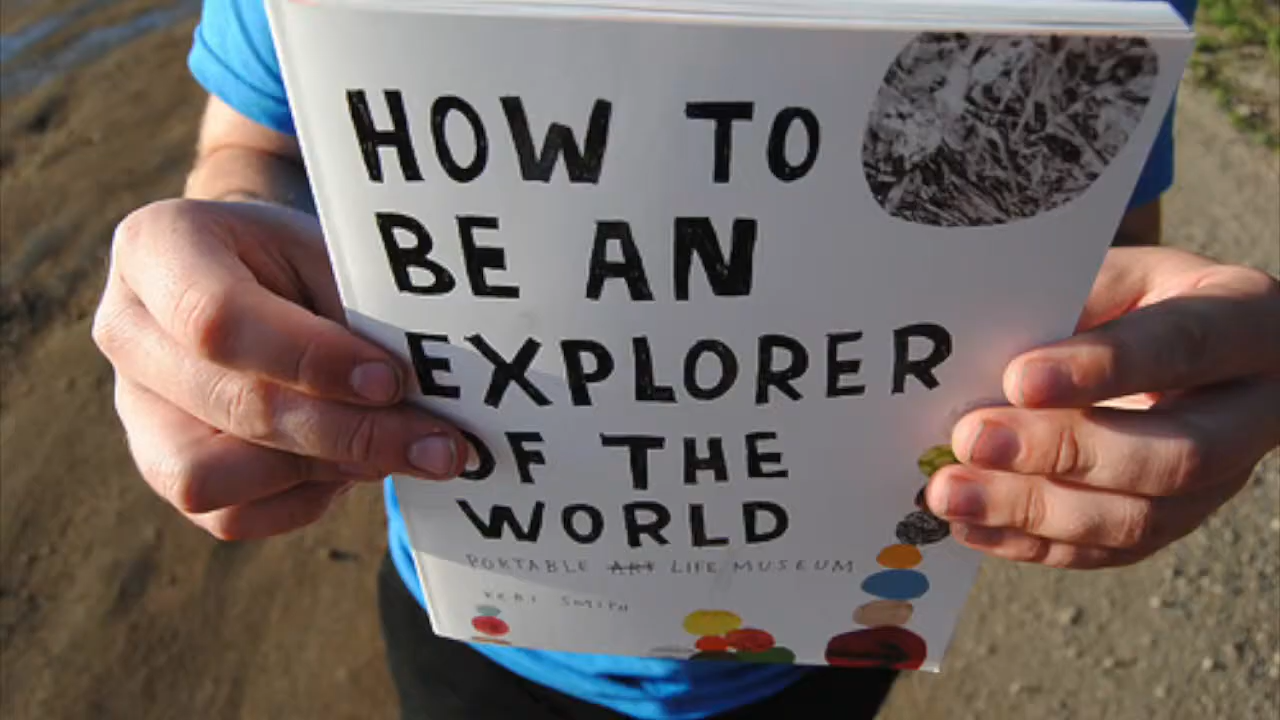 HOW TO
BE AN
EXPLORER
OF THE
WORLD
PORTABLE ART LIFE MUSEUM
KERI SMITH